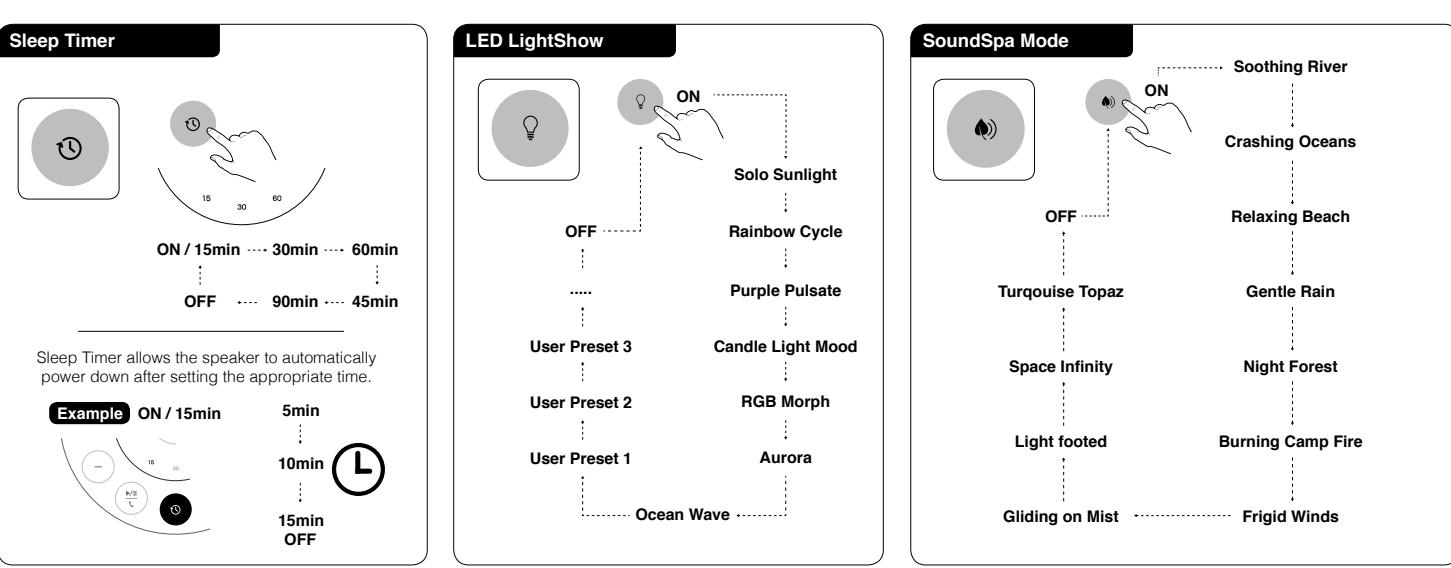 Sleep Timer
15
30
60
ON / 15min
30min
60min
45min
90min
OFF
Sleep Timer allows the speaker to automatically
power down after setting the appropriate time.
Example
ON / 15min
15
30
5min
10min
15min
OFF
LED LightShow
ON
Solo Sunlight
Rainbow Cycle
Purple Pulsate
Candle Light Mood
RGB Morph
Aurora
Ocean Wave
User Preset 1
User Preset 2
User Preset 3
.....
OFF
SoundSpa Mode
ON
Soothing River
Crashing Oceans
Relaxing Beach
Gentle Rain
Night Forest
Burning Camp Fire
Frigid Winds
Gliding on Mist
Light footed
Space Infinity
Turqouise Topaz
OFF